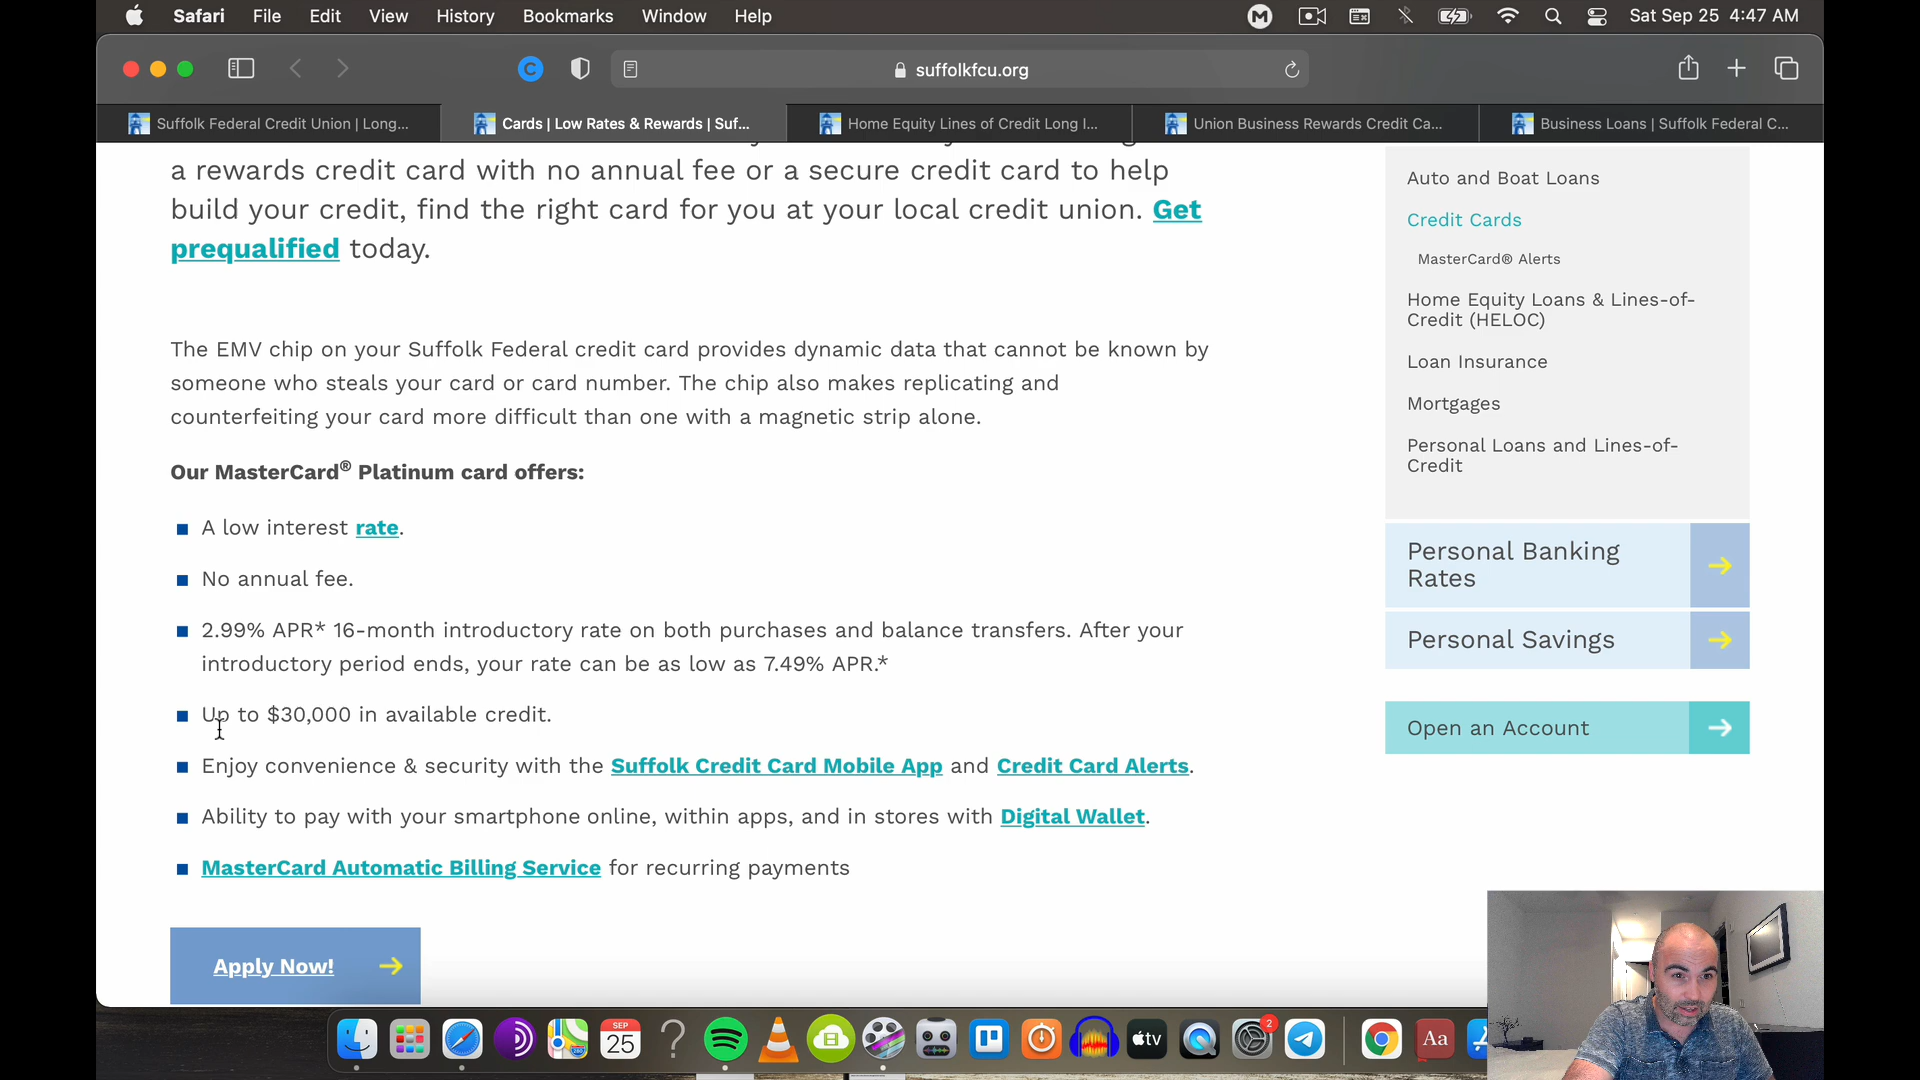 Safari File Edit View History Bookmarks Window Help
Sat Sep 25 4:47 AM
suffolkfcu.org
Suffolk Federal Credit Union | Long...
Cards | Low Rates & Rewards | Suf...
Home Equity Lines of Credit Long I...
Union Business Rewards Credit Ca...
Business Loans | Suffolk Federal C...
a rewards credit card with no annual fee or a secure credit card to help
build your credit, find the right card for you at your local credit union. Get
prequalified today.
The EMV chip on your Suffolk Federal credit card provides dynamic data that cannot be known by
someone who steals your card or card number. The chip also makes replicating and
counterfeiting your card more difficult than one with a magnetic strip alone.
Our MasterCard® Platinum card offers:
A low interest rate.
No annual fee.
2.99% APR* 16-month introductory rate on both purchases and balance transfers. After your
introductory period ends, your rate can be as low as 7.49% APR.*
Up to $30,000 in available credit.
Enjoy convenience & security with the Suffolk Credit Card Mobile App and Credit Card Alerts.
Ability to pay with your smartphone online, within apps, and in stores with Digital Wallet.
MasterCard Automatic Billing Service for recurring payments
Apply Now!
Auto and Boat Loans
Credit Cards
MasterCard® Alerts
Home Equity Loans & Lines-of-
Credit (HELOC)
Loan Insurance
Mortgages
Personal Loans and Lines-of-
Credit
Personal Banking
Rates
Personal Savings
Open an Account
SEP
25
tv
2
Aa